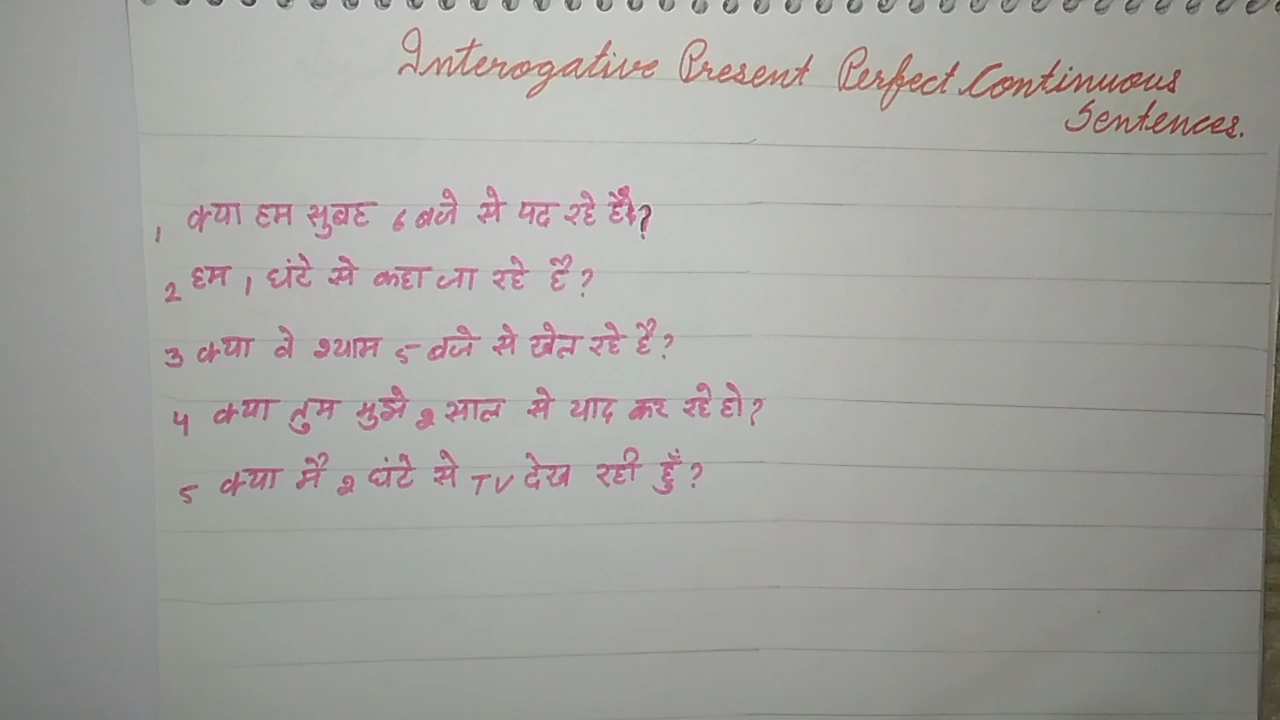 Interogative Present Perfect Continuous
Sentences.
1 क्या हम सुबह 6 बजे से पढ रहे हैं?
2 हम 1 घंटे से कहा जा रहे है?
3 क्या वे श्याम 5 बजे से खेल रहे है?
4 क्या तुम मुझे 2 साल से याद कर रहे हो?
5 क्या मै 2 घंटे से TV देख रही हुँ?